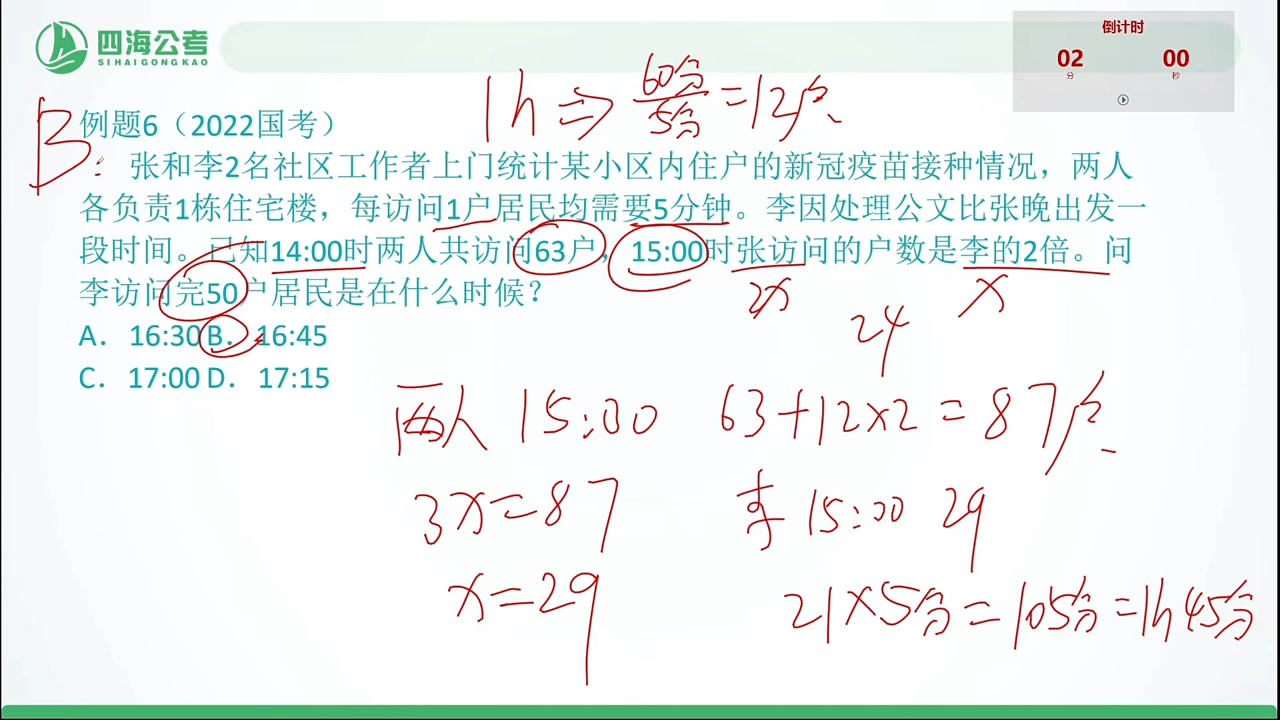 四海公考
SIHAIGONGKAO
倒计时
02 00
分 秒
1h ⇒ 60分/5分 = 12户
B:
例题6（2022国考）
张和李2名社区工作者上门统计某小区内住户的新冠疫苗接种情况，两人
各负责1栋住宅楼，每访问1户居民均需要5分钟。李因处理公文比张晚出发一
段时间。已知14:00时两人共访问63户，15:00时张访问的户数是李的2倍。问
李访问完50户居民是在什么时候？
2x x
A．16:30 B．16:45
24
C．17:00 D．17:15
两人 15:00 63+12×2=87户
3x=87 李 15:00 29
x=29 21×5分=105分=1h45分